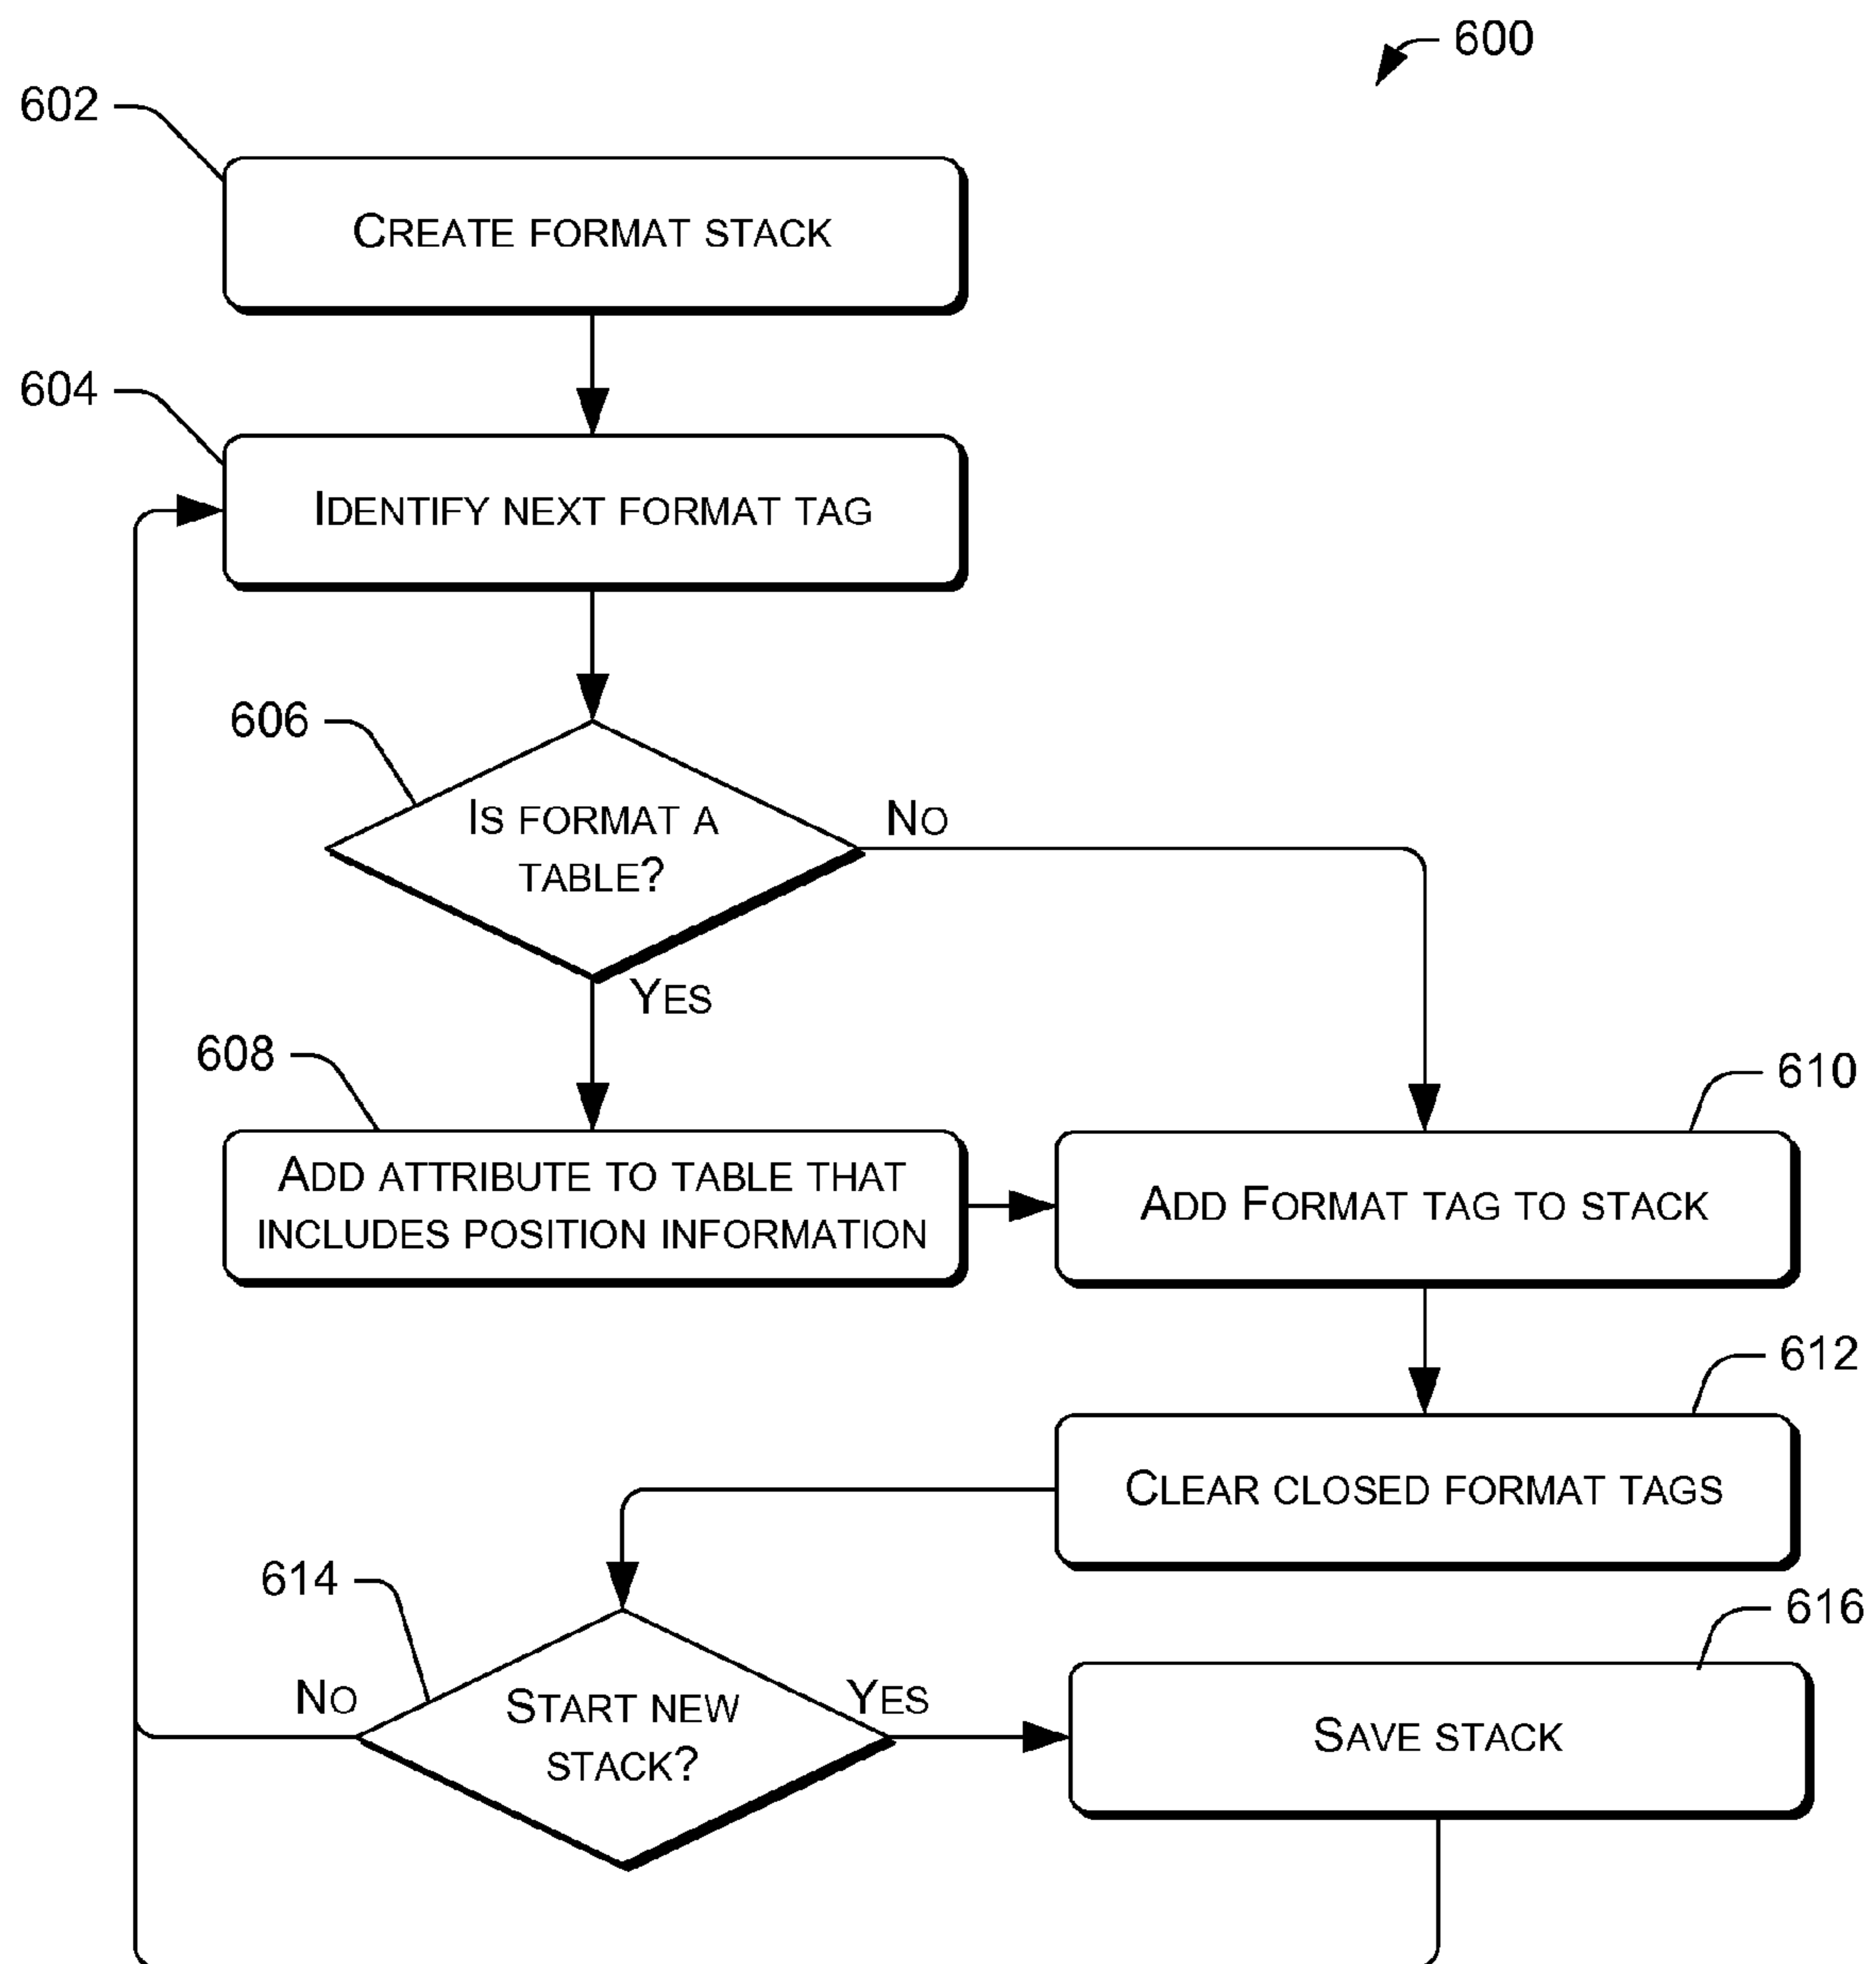 600
602
CREATE FORMAT STACK
604
IDENTIFY NEXT FORMAT TAG
606
IS FORMAT A
TABLE?
NO
YES
608
ADD ATTRIBUTE TO TABLE THAT
INCLUDES POSITION INFORMATION
610
ADD FORMAT TAG TO STACK
612
CLEAR CLOSED FORMAT TAGS
614
START NEW
STACK?
NO
YES
616
SAVE STACK